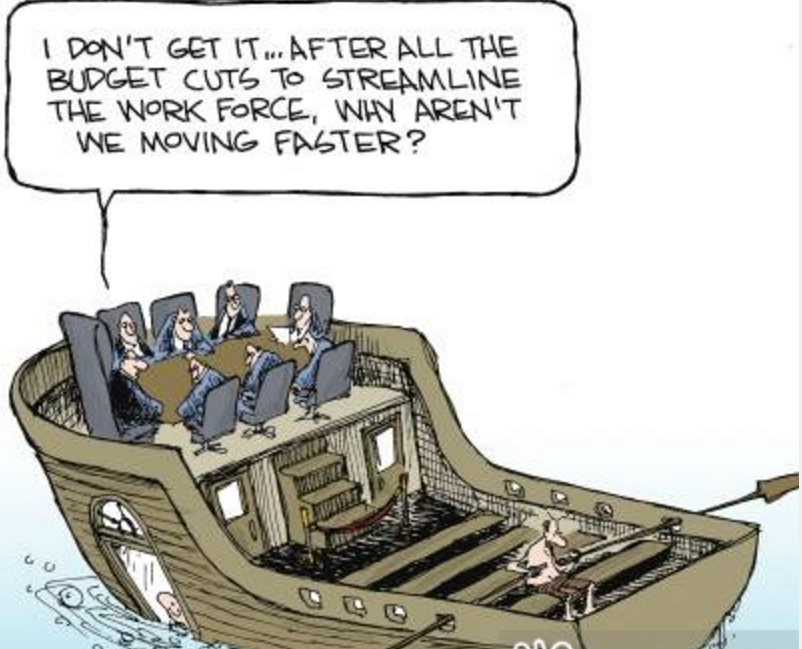 I DON'T GET IT... AFTER ALL THE
BUDGET CUTS TO STREAMLINE
THE WORK FORCE, WHY AREN'T
WE MOVING FASTER?